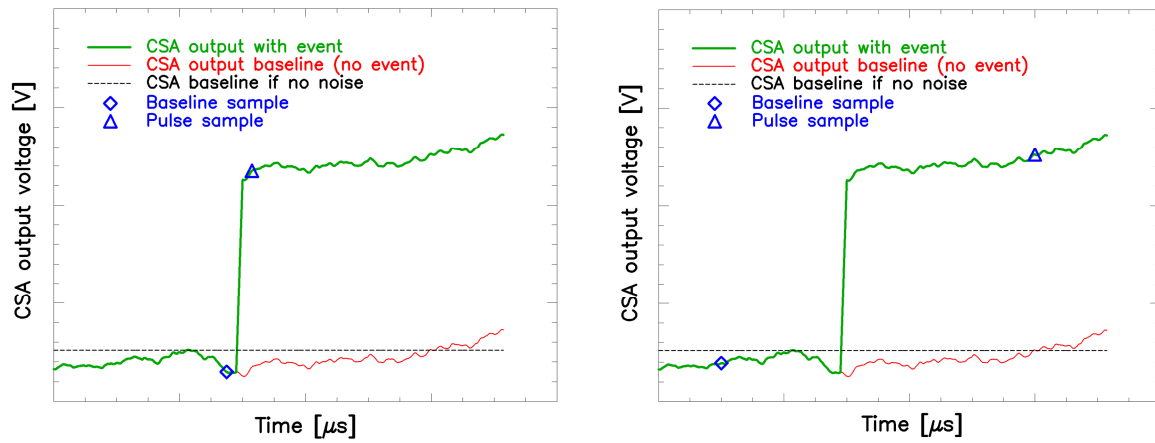 CSA output voltage [V]
CSA output with event
CSA output baseline (no event)
CSA baseline if no noise
Baseline sample
Pulse sample
Time [μs]
CSA output voltage [V]
CSA output with event
CSA output baseline (no event)
CSA baseline if no noise
Baseline sample
Pulse sample
Time [μs]